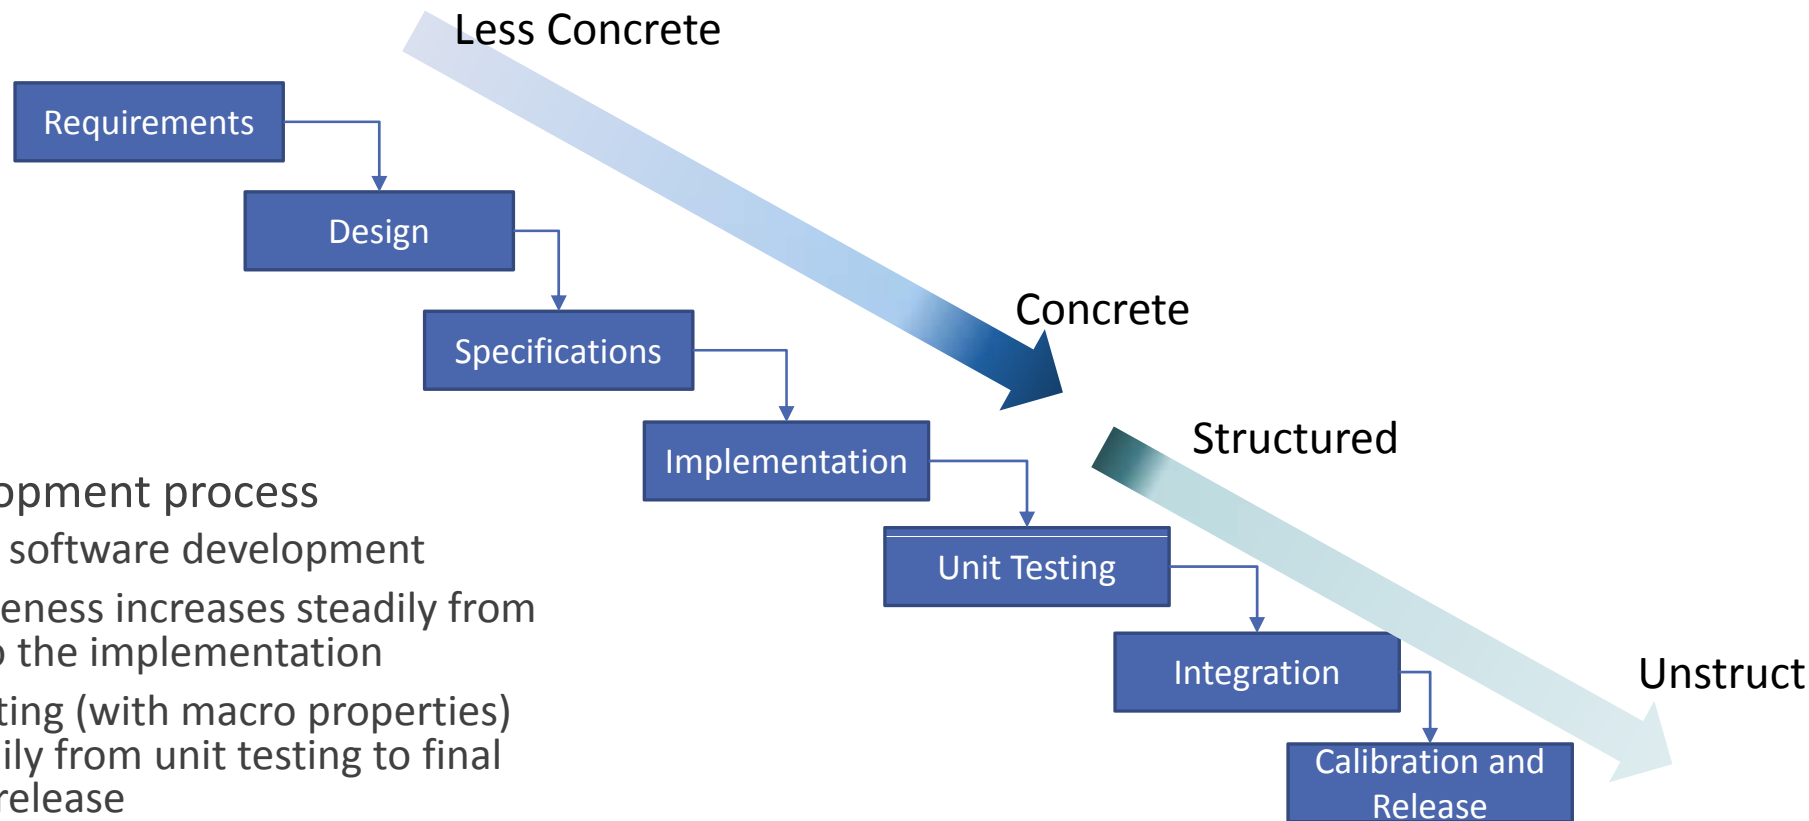 Less Concrete
Requirements
Design
Concrete
Specifications
Structured
Implementation
opment process
software development
Unit Testing
eness increases steadily from
the implementation
Integration
Unstruct
ting (with macro properties)
ily from unit testing to final
release
Calibration and
Release